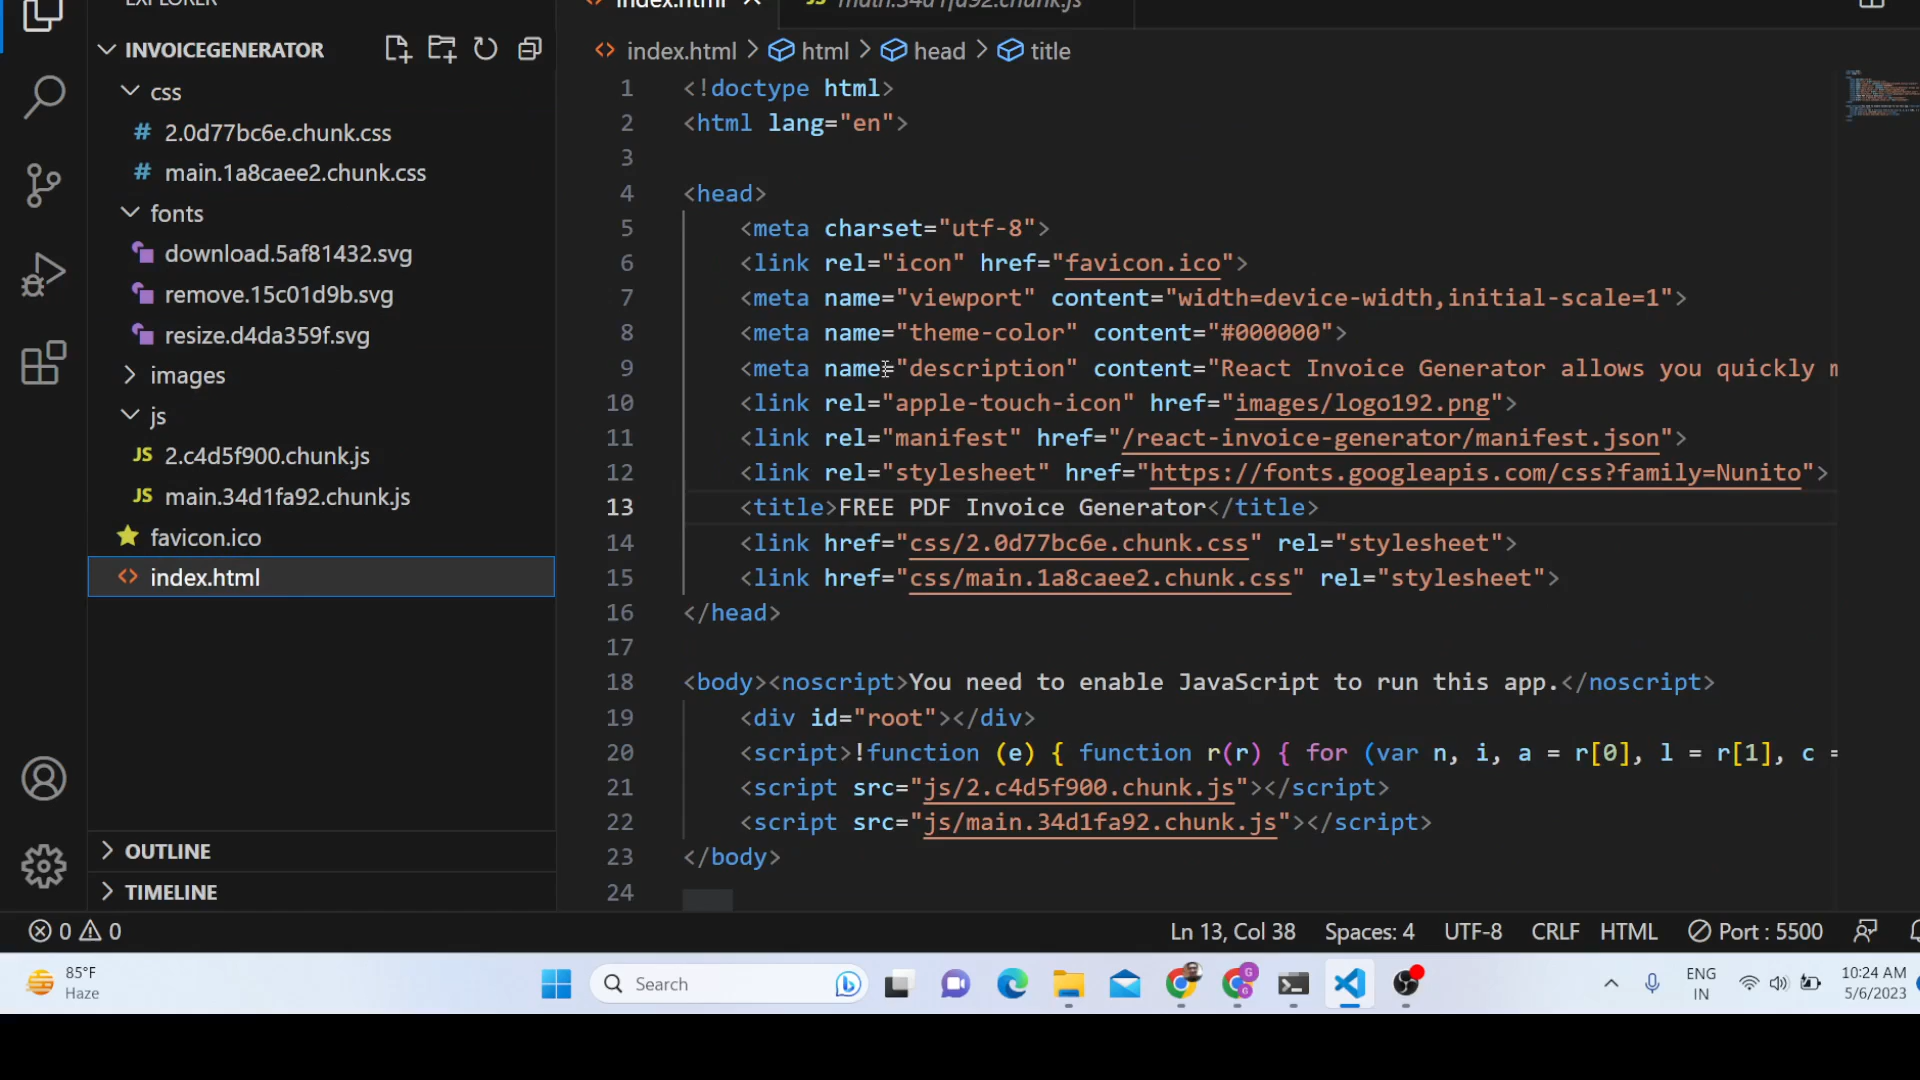 EXPLORER
INVOICEGENERATOR
css
# 2.0d77bc6e.chunk.css
# main.1a8caee2.chunk.css
fonts
download.5af81432.svg
remove.15c01d9b.svg
resize.d4da359f.svg
images
js
JS 2.c4d5f900.chunk.js
JS main.34d1fa92.chunk.js
favicon.ico
<> index.html
OUTLINE
TIMELINE
<> index.html
JS main.34d1fa92.chunk.js
<> index.html > html > head > title
1 <!doctype html>
2 <html lang="en">
3
4 <head>
5 <meta charset="utf-8">
6 <link rel="icon" href="favicon.ico">
7 <meta name="viewport" content="width=device-width,initial-scale=1">
8 <meta name="theme-color" content="#000000">
9 <meta name="description" content="React Invoice Generator allows you quickly m
10 <link rel="apple-touch-icon" href="images/logo192.png">
11 <link rel="manifest" href="/react-invoice-generator/manifest.json">
12 <link rel="stylesheet" href="https://fonts.googleapis.com/css?family=Nunito">
13 <title>FREE PDF Invoice Generator</title>
14 <link href="css/2.0d77bc6e.chunk.css" rel="stylesheet">
15 <link href="css/main.1a8caee2.chunk.css" rel="stylesheet">
16 </head>
17
18 <body><noscript>You need to enable JavaScript to run this app.</noscript>
19 <div id="root"></div>
20 <script>!function (e) { function r(r) { for (var n, i, a = r[0], l = r[1], c =
21 <script src="js/2.c4d5f900.chunk.js"></script>
22 <script src="js/main.34d1fa92.chunk.js"></script>
23 </body>
24
0 0
Ln 13, Col 38 Spaces: 4 UTF-8 CRLF HTML Port : 5500
85°F
Haze
Search
ENG
IN
10:24 AM
5/6/2023